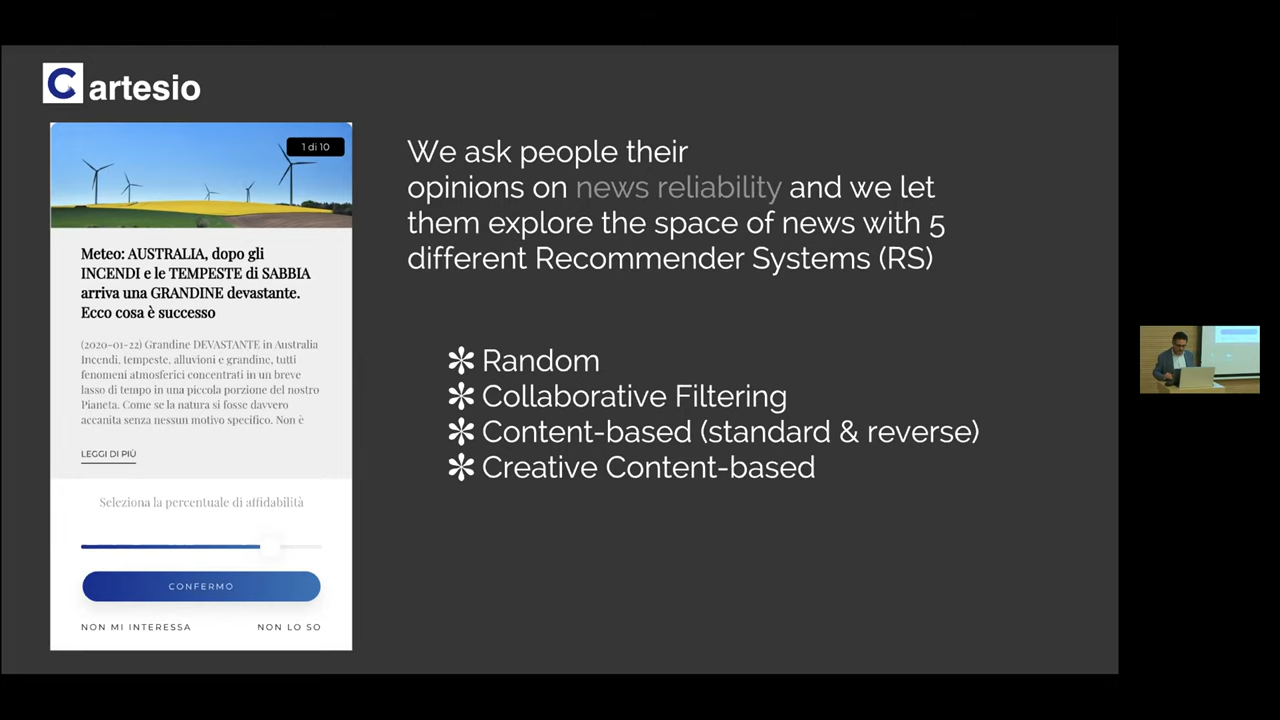 Cartesio
1 di 10
Meteo: AUSTRALIA, dopo gli
INCENDI e le TEMPESTE di SABBIA
arriva una GRANDINE devastante.
Ecco cosa è successo
(2020-01-22) Grandine DEVASTANTE in Australia
Incendi, tempeste, alluvioni e grandine, tutti
fenomeni atmosferici concentrati in un breve
lasso di tempo in una piccola porzione del nostro
Pianeta. Come se la natura si fosse davvero
accanita senza nessun motivo specifico. Non è
LEGGI DI PIÙ
Seleziona la percentuale di affidabilità
CONFERMO
NON MI INTERESSA NON LO SO
We ask people their
opinions on news reliability and we let
them explore the space of news with 5
different Recommender Systems (RS)
✻ Random
✻ Collaborative Filtering
✻ Content-based (standard & reverse)
✻ Creative Content-based